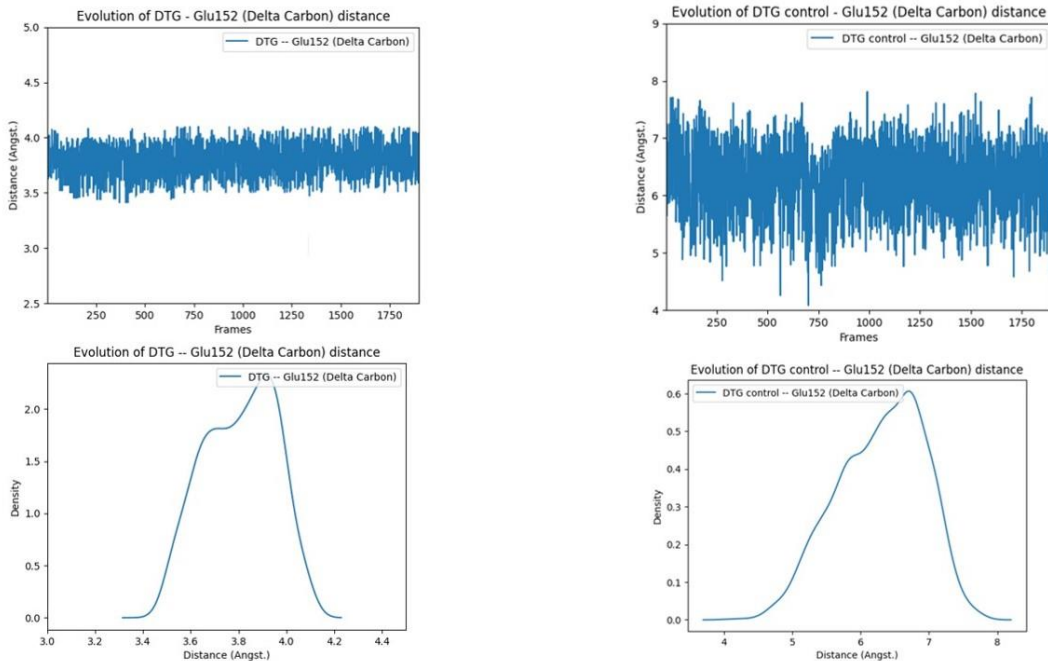 Evolution of DTG - Glu152 (Delta Carbon) distance
DTG -- Glu152 (Delta Carbon)
5.0
4.5
4.0
3.5
3.0
2.5
Distance (Angst.)
250 500 750 1000 1250 1500 1750
Frames
Evolution of DTG control - Glu152 (Delta Carbon) distance
DTG control -- Glu152 (Delta Carbon)
9
8
7
6
5
4
Distance (Angst.)
250 500 750 1000 1250 1500 1750
Frames
Evolution of DTG -- Glu152 (Delta Carbon) distance
DTG -- Glu152 (Delta Carbon)
2.0
1.5
1.0
0.5
0.0
Density
3.0 3.2 3.4 3.6 3.8 4.0 4.2 4.4
Distance (Angst.)
Evolution of DTG control -- Glu152 (Delta Carbon) distance
DTG control -- Glu152 (Delta Carbon)
0.6
0.5
0.4
0.3
0.2
0.1
0.0
Density
4 5 6 7 8
Distance (Angst.)